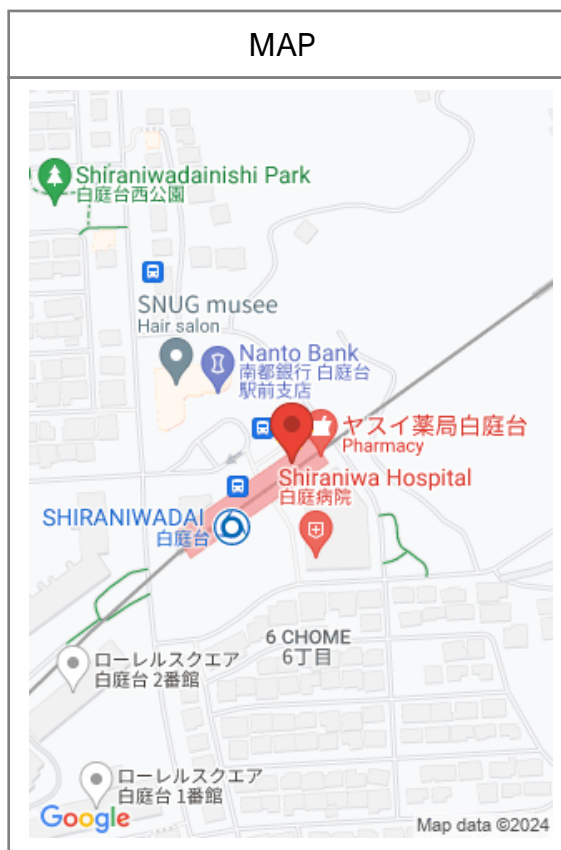 MAP
Shiraniwadainishi Park
白庭台西公園
SNUG musee
Hair salon
Nanto Bank
南都銀行 白庭台
駅前支店
ヤスイ薬局白庭台
Pharmacy
Shiraniwa Hospital
白庭病院
SHIRANIWADAI
白庭台
6 CHOME
6丁目
ローレルスクエア
白庭台 2番館
ローレルスクエア
白庭台 1番館
Google
Map data ©2024